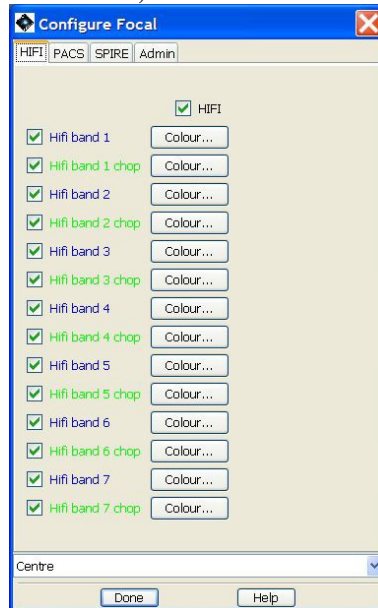 Configure Focal
HIFI PACS SPIRE Admin
HIFI
Hifi band 1 Colour...
Hifi band 1 chop Colour...
Hifi band 2 Colour...
Hifi band 2 chop Colour...
Hifi band 3 Colour...
Hifi band 3 chop Colour...
Hifi band 4 Colour...
Hifi band 4 chop Colour...
Hifi band 5 Colour...
Hifi band 5 chop Colour...
Hifi band 6 Colour...
Hifi band 6 chop Colour...
Hifi band 7 Colour...
Hifi band 7 chop Colour...
Centre
Done Help